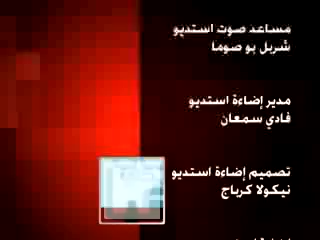 مساعد صوت استديو
شربل بو صوما
مدير إضاءة استديو
فادي سمعان
تصميم إضاءة استديو
نيكولا كرباج